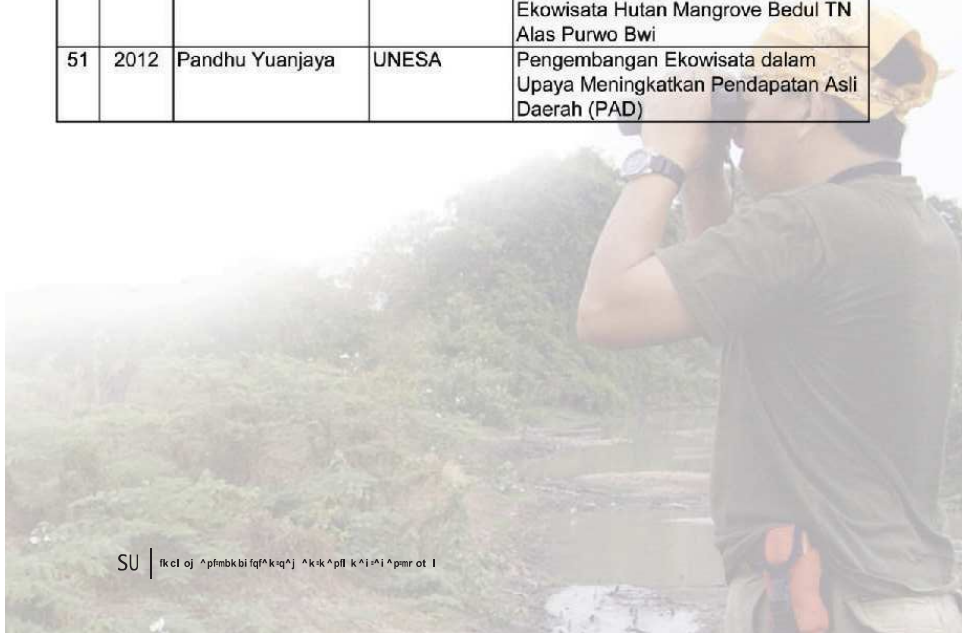 Ekowisata Hutan Mangrove Bedul TN
Alas Purwo Bwi
51 2012 Pandhu Yuanjaya UNESA Pengembangan Ekowisata dalam
Upaya Meningkatkan Pendapatan Asli
Daerah (PAD)
SU